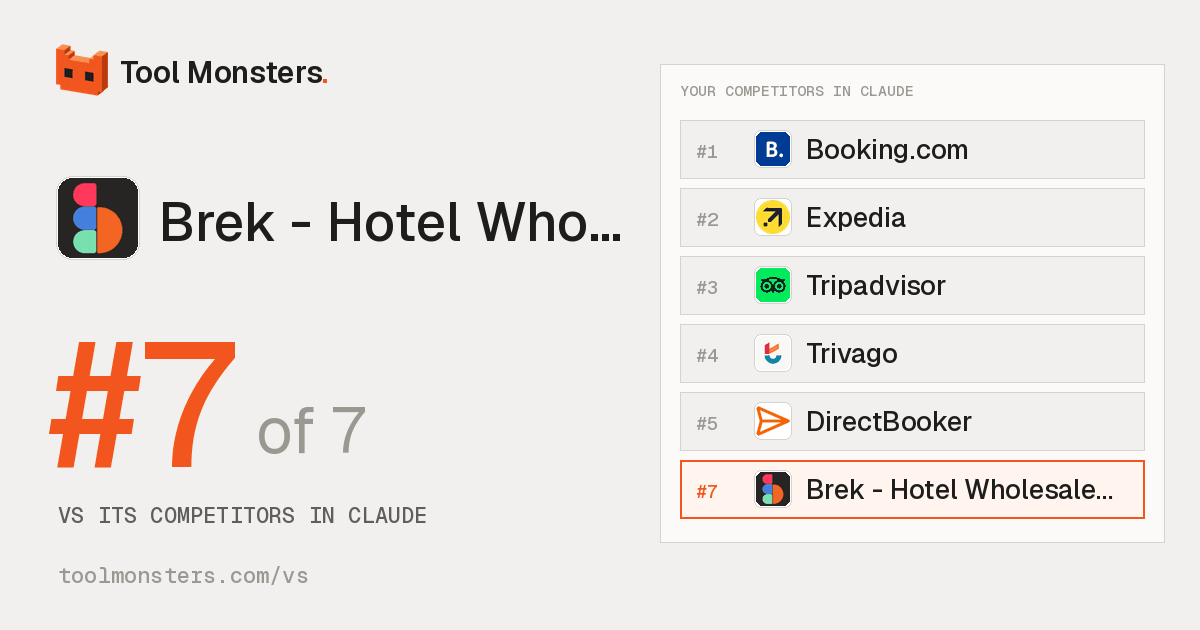 Tool Monsters.
Brek - Hotel Who...
#7 of 7
VS ITS COMPETITORS IN CLAUDE
toolmonsters.com/vs
YOUR COMPETITORS IN CLAUDE
#1 B. Booking.com
#2 Expedia
#3 Tripadvisor
#4 Trivago
#5 DirectBooker
#7 Brek - Hotel Wholesale...